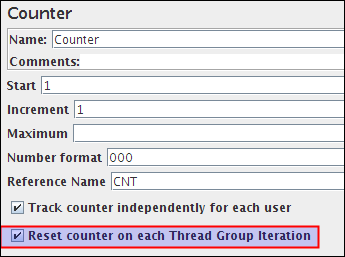 Counter
Name: Counter
Comments:
Start 1
Increment 1
Maximum
Number format 000
Reference Name CNT
Track counter independently for each user
Reset counter on each Thread Group Iteration